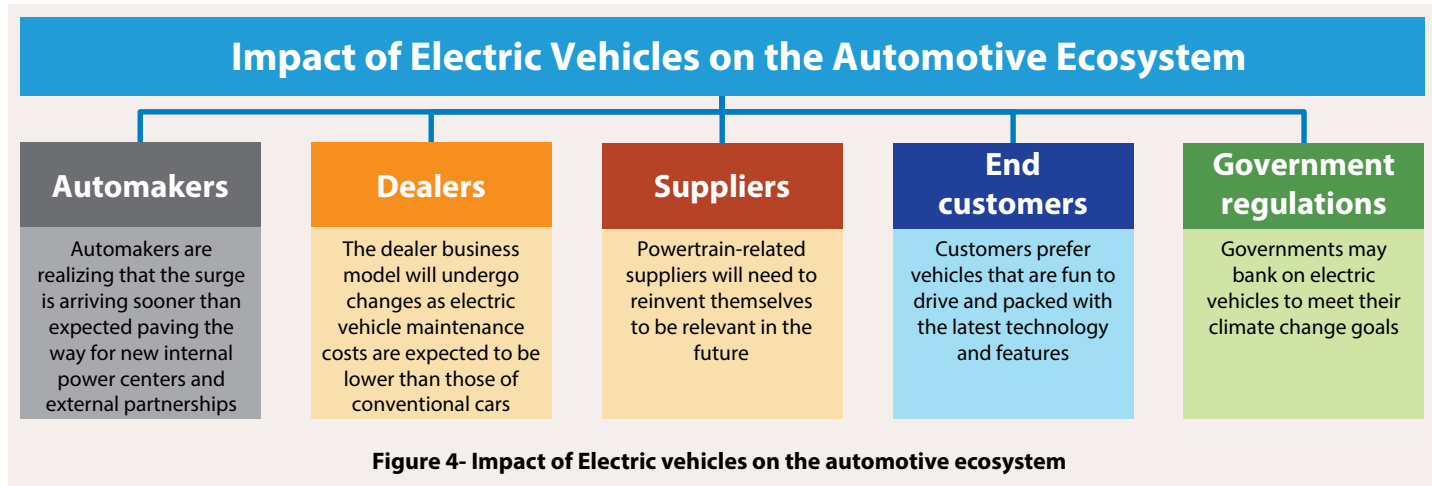 Impact of Electric Vehicles on the Automotive Ecosystem
Automakers
Automakers are
realizing that the surge
is arriving sooner than
expected paving the
way for new internal
power centers and
external partnerships
Dealers
The dealer business
model will undergo
changes as electric
vehicle maintenance
costs are expected to be
lower than those of
conventional cars
Suppliers
Powertrain-related
suppliers will need to
reinvent themselves
to be relevant in the
future
End
customers
Customers prefer
vehicles that are fun to
drive and packed with
the latest technology
and features
Government
regulations
Governments may
bank on electric
vehicles to meet their
climate change goals
Figure 4- Impact of Electric vehicles on the automotive ecosystem